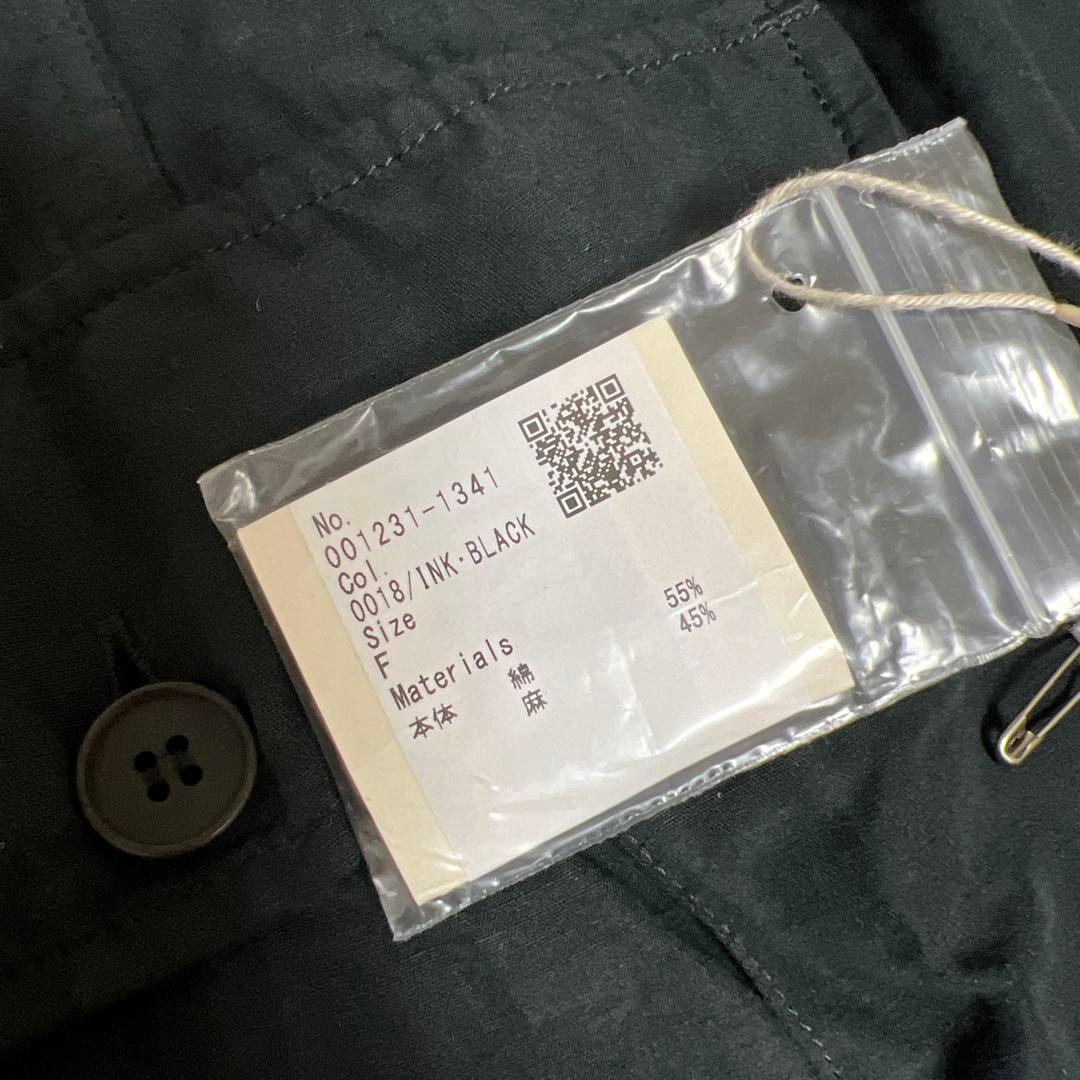 No.
001231-1341
Col.
0018/INK·BLACK
Size
F
Materials
本体 綿 55%
麻 45%